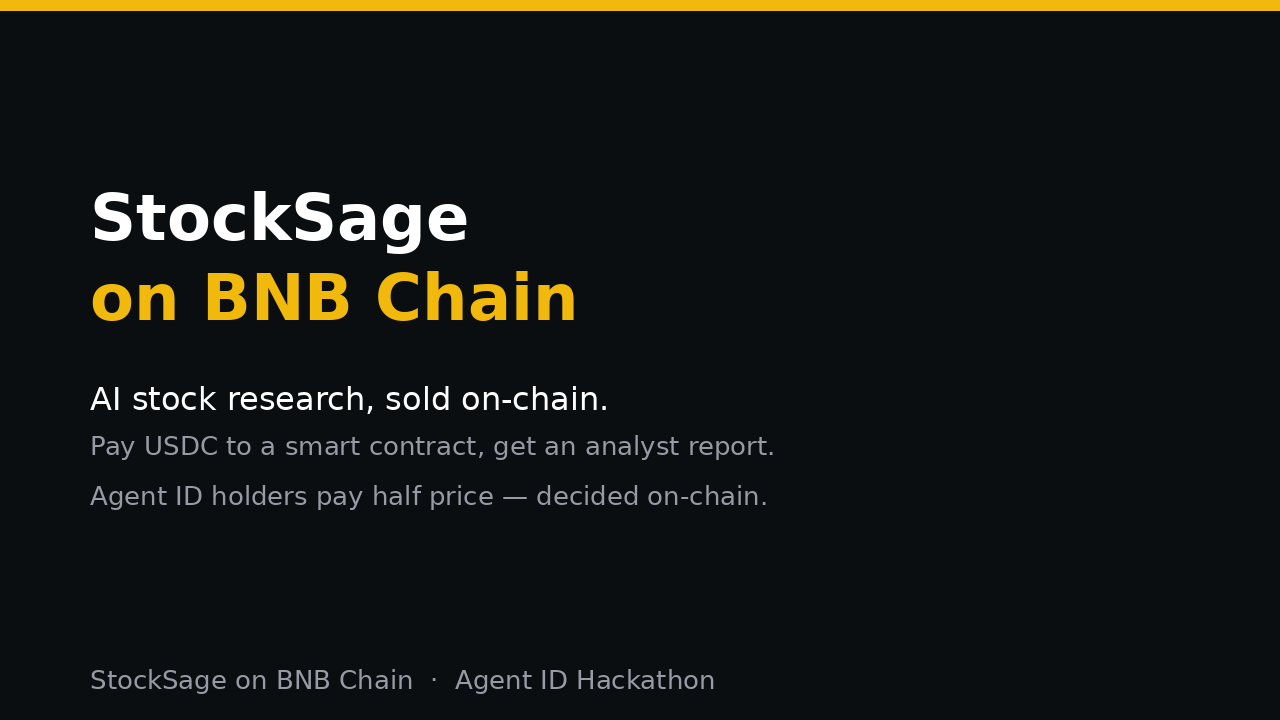 StockSage
on BNB Chain
AI stock research, sold on-chain.
Pay USDC to a smart contract, get an analyst report.
Agent ID holders pay half price — decided on-chain.
StockSage on BNB Chain · Agent ID Hackathon